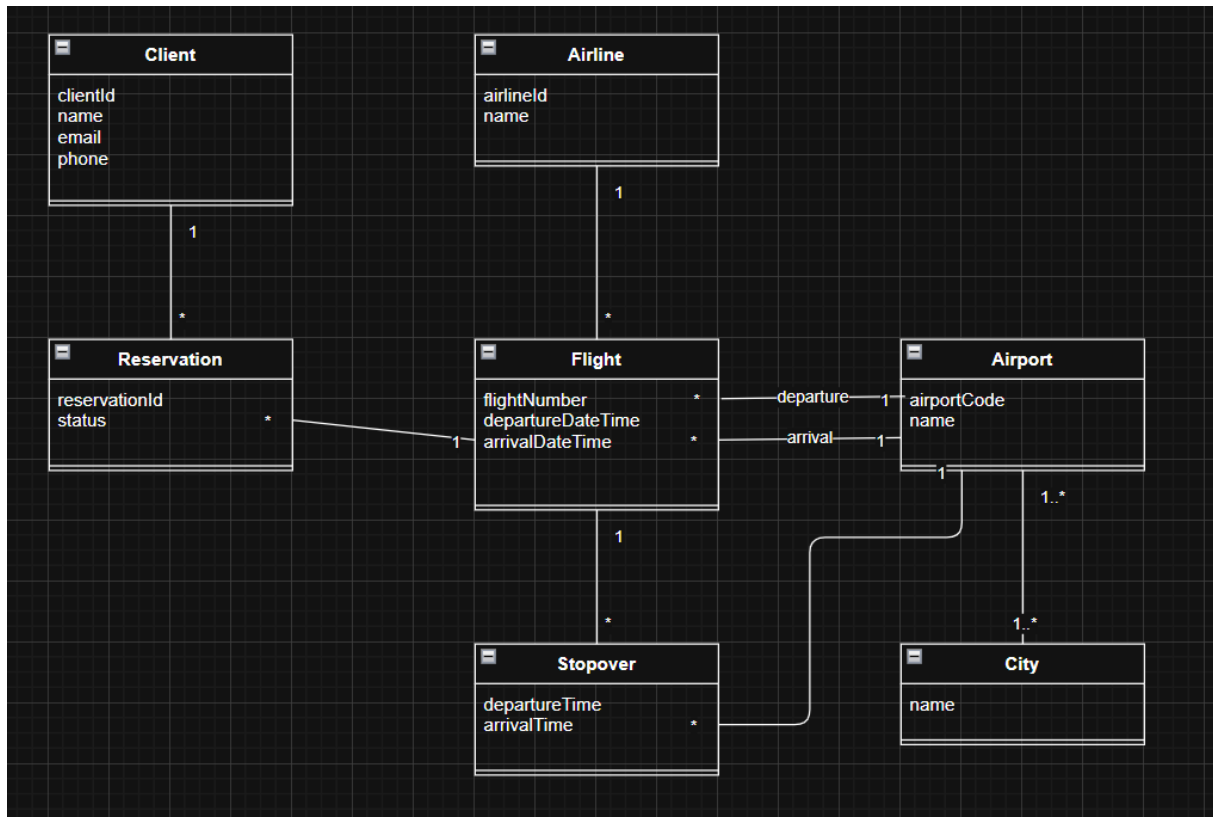 Client
clientId
name
email
phone
1
*
Airline
airlineId
name
1
*
Reservation
reservationId
status *
1
Flight
flightNumber *
departureDateTime
arrivalDateTime *
departure 1
arrival 1
Airport
airportCode
name
1
1..*
1
*
1..*
Stopover
departureTime
arrivalTime *
City
name